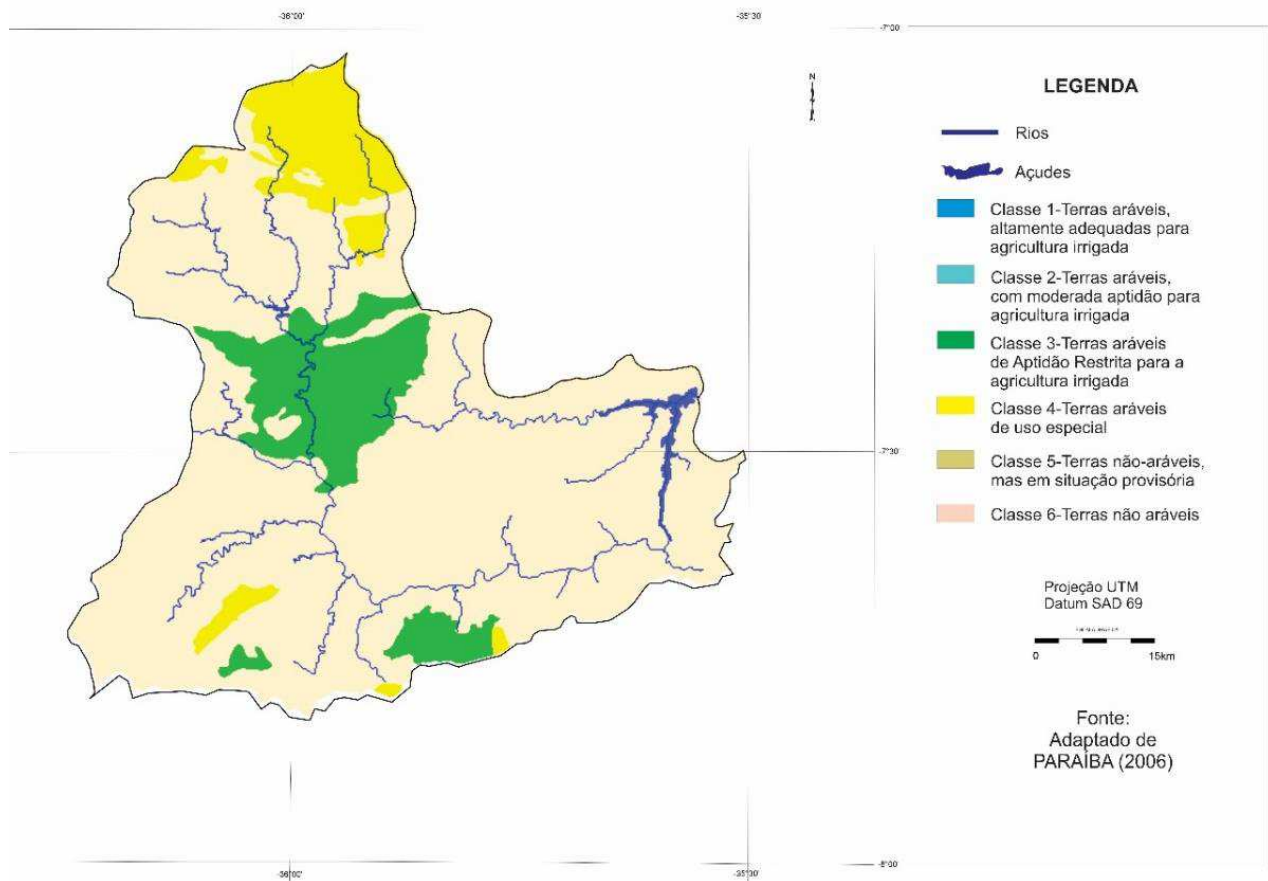 -36°00'
-35°30'
-7°00
N
LEGENDA
Rios
Açudes
Classe 1-Terras aráveis,
altamente adequadas para
agricultura irrigada
Classe 2-Terras aráveis,
com moderada aptidão para
agricultura irrigada
Classe 3-Terras aráveis
de Aptidão Restrita para a
agricultura irrigada
Classe 4-Terras aráveis
de uso especial
-7°30
Classe 5-Terras não-aráveis,
mas em situação provisória
Classe 6-Terras não aráveis
Projeção UTM
Datum SAD 69
0 15km
Fonte:
Adaptado de
PARAÍBA (2006)
-8°00
-36°00'
-35°30'